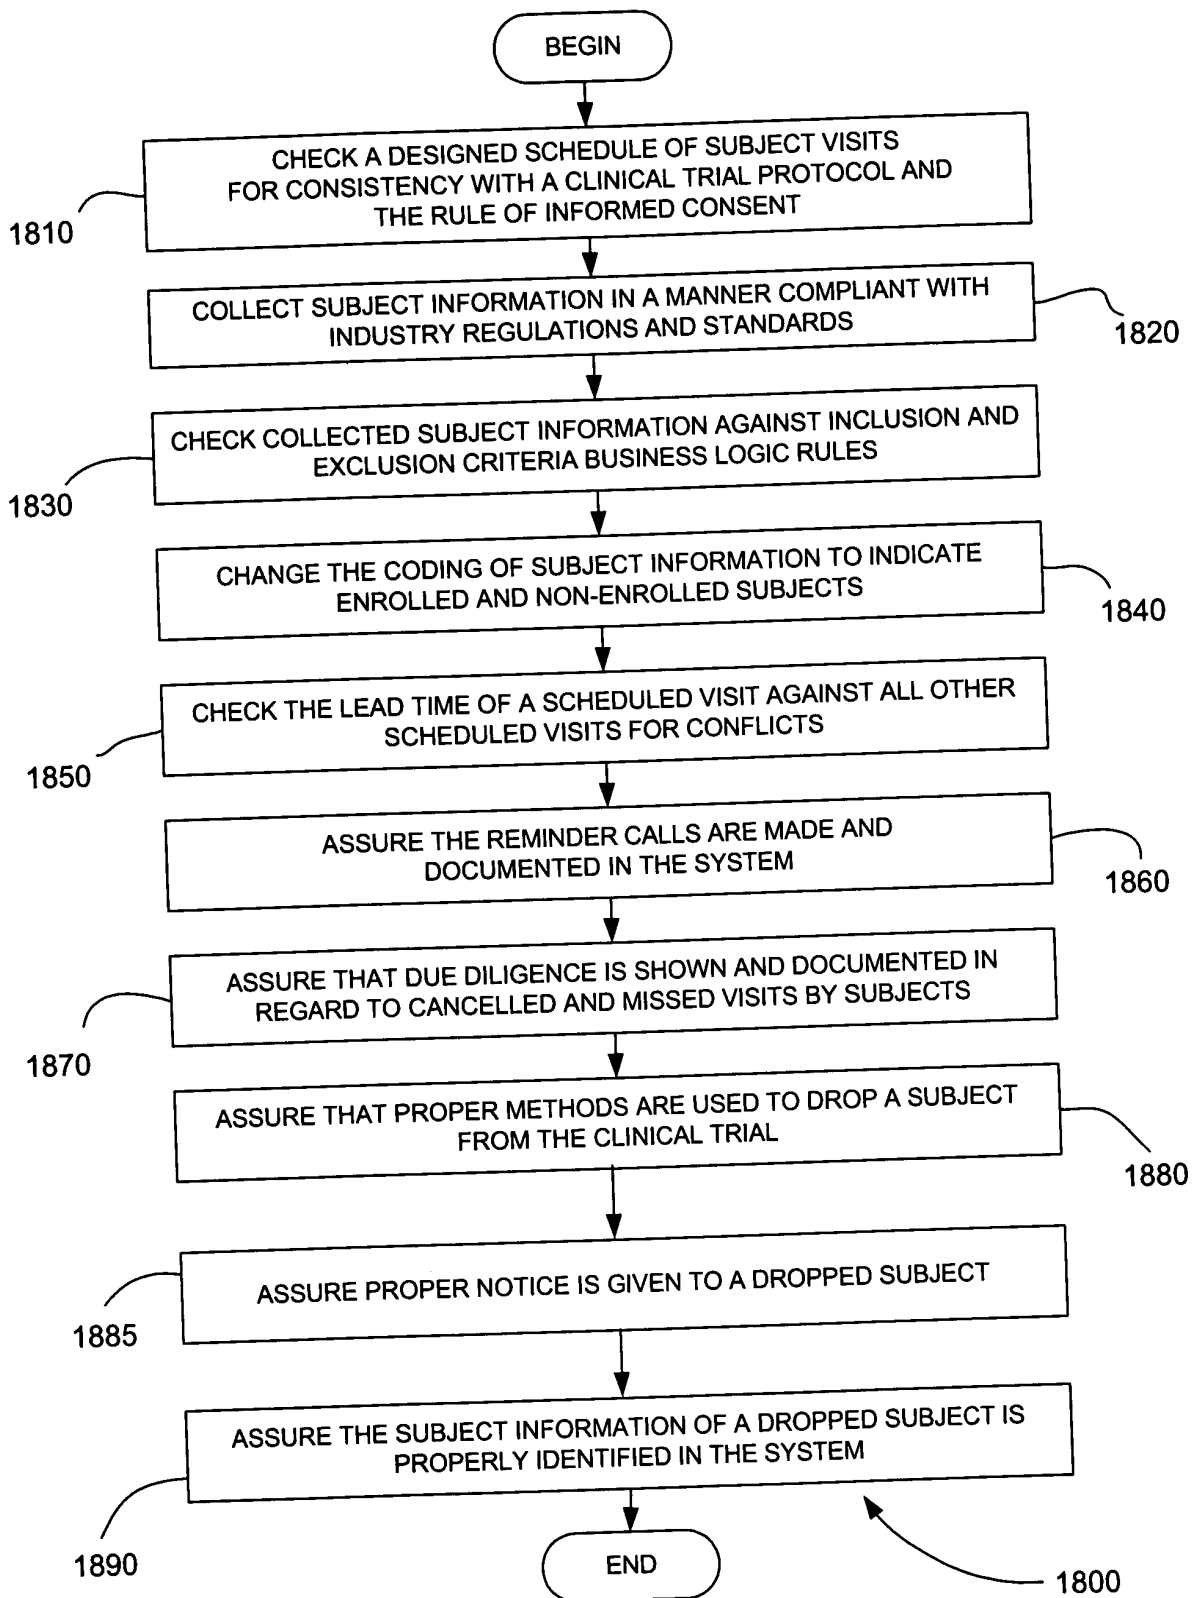 BEGIN
CHECK A DESIGNED SCHEDULE OF SUBJECT VISITS
FOR CONSISTENCY WITH A CLINICAL TRIAL PROTOCOL AND
THE RULE OF INFORMED CONSENT
1810
COLLECT SUBJECT INFORMATION IN A MANNER COMPLIANT WITH
INDUSTRY REGULATIONS AND STANDARDS
1820
CHECK COLLECTED SUBJECT INFORMATION AGAINST INCLUSION AND
EXCLUSION CRITERIA BUSINESS LOGIC RULES
1830
CHANGE THE CODING OF SUBJECT INFORMATION TO INDICATE
ENROLLED AND NON-ENROLLED SUBJECTS
1840
CHECK THE LEAD TIME OF A SCHEDULED VISIT AGAINST ALL OTHER
SCHEDULED VISITS FOR CONFLICTS
1850
ASSURE THE REMINDER CALLS ARE MADE AND
DOCUMENTED IN THE SYSTEM
1860
ASSURE THAT DUE DILIGENCE IS SHOWN AND DOCUMENTED IN
REGARD TO CANCELLED AND MISSED VISITS BY SUBJECTS
1870
ASSURE THAT PROPER METHODS ARE USED TO DROP A SUBJECT
FROM THE CLINICAL TRIAL
1880
ASSURE PROPER NOTICE IS GIVEN TO A DROPPED SUBJECT
1885
ASSURE THE SUBJECT INFORMATION OF A DROPPED SUBJECT IS
PROPERLY IDENTIFIED IN THE SYSTEM
1890
END
1800